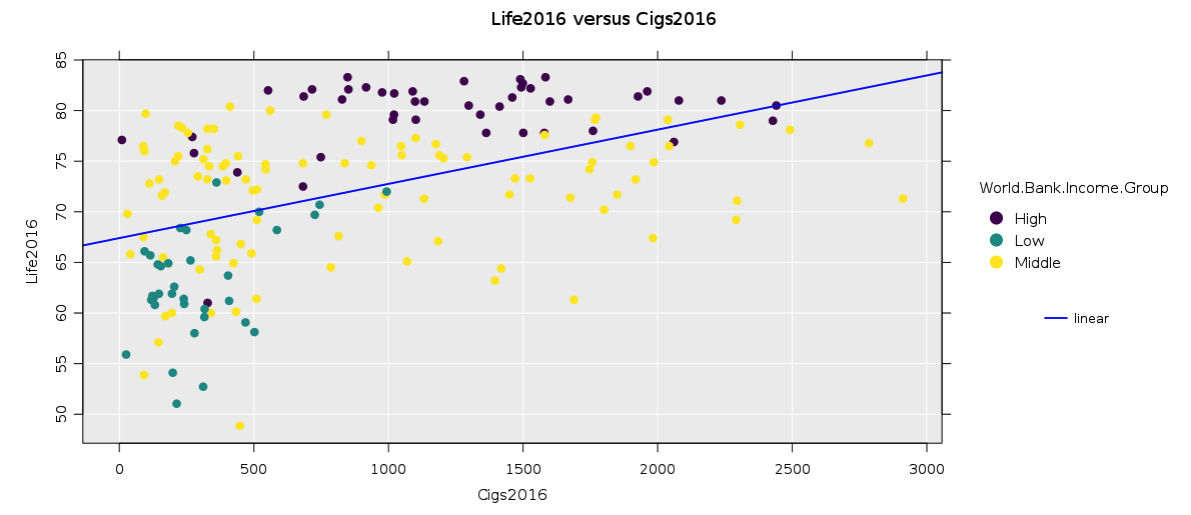 Life2016 versus Cigs2016
85
80
75
70
65
60
55
50
Life2016
0 500 1000 1500 2000 2500 3000
Cigs2016
World.Bank.Income.Group
High
Low
Middle
linear